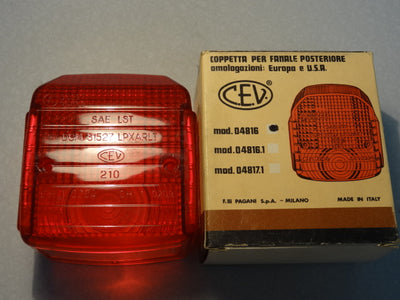 SAE LST
LPXARLT
CEV
210
COPPETTA PER FANALE POSTERIORE
omologazioni: Europa e U.S.A.
C.E.V.
mod. 04816
mod. 04816.1
mod. 04817.1
F.lli PAGANI S.p.A. - MILANO
MADE IN ITALY